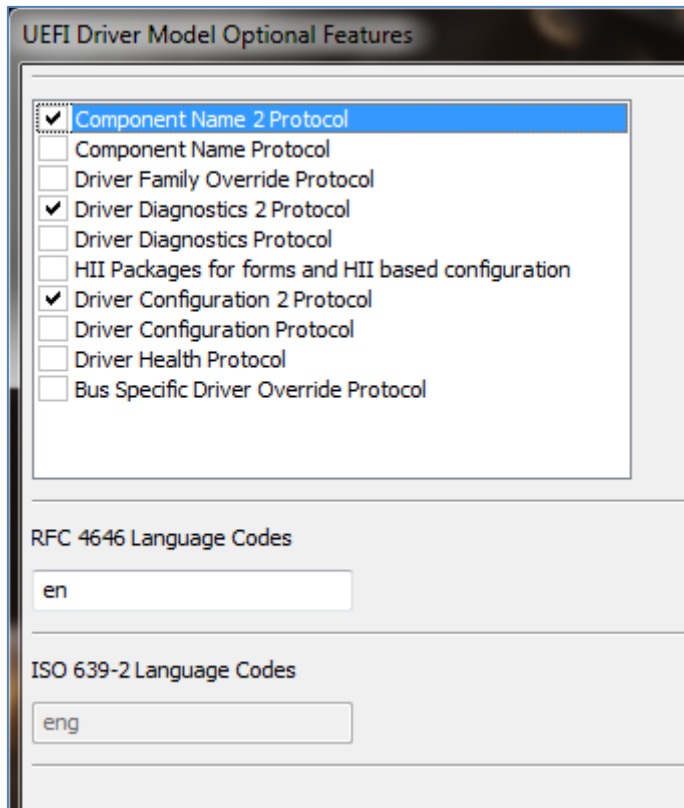 UEFI Driver Model Optional Features
Component Name 2 Protocol
Component Name Protocol
Driver Family Override Protocol
Driver Diagnostics 2 Protocol
Driver Diagnostics Protocol
HII Packages for forms and HII based configuration
Driver Configuration 2 Protocol
Driver Configuration Protocol
Driver Health Protocol
Bus Specific Driver Override Protocol
RFC 4646 Language Codes
en
ISO 639-2 Language Codes
eng